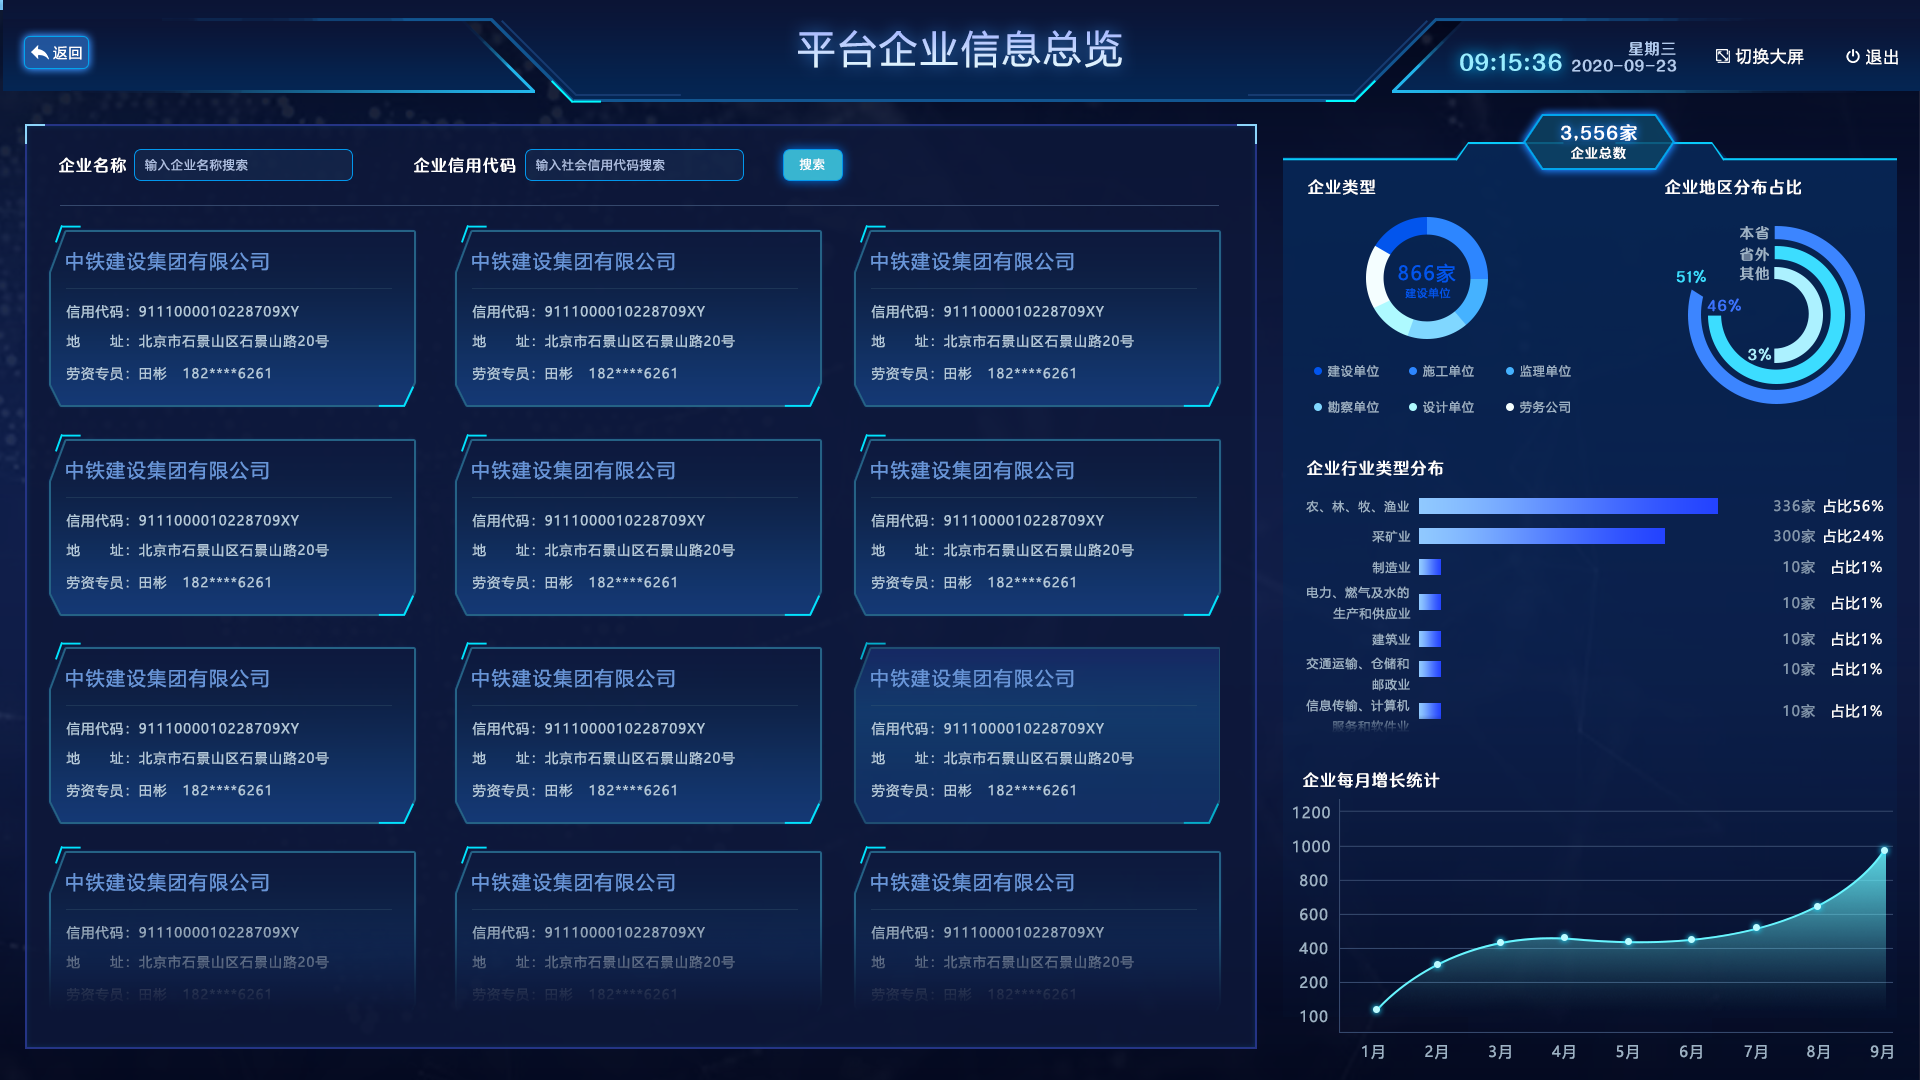 返回
平台企业信息总览
09:15:36
星期三
2020-09-23
切换大屏
退出
企业名称 输入企业名称搜索
企业信用代码 输入社会信用代码搜索
搜索
中铁建设集团有限公司
信用代码：9111000010228709XY
地 址：北京市石景山区石景山路20号
劳资专员：田彬 182****6261
中铁建设集团有限公司
信用代码：9111000010228709XY
地 址：北京市石景山区石景山路20号
劳资专员：田彬 182****6261
中铁建设集团有限公司
信用代码：9111000010228709XY
地 址：北京市石景山区石景山路20号
劳资专员：田彬 182****6261
中铁建设集团有限公司
信用代码：9111000010228709XY
地 址：北京市石景山区石景山路20号
劳资专员：田彬 182****6261
中铁建设集团有限公司
信用代码：9111000010228709XY
地 址：北京市石景山区石景山路20号
劳资专员：田彬 182****6261
中铁建设集团有限公司
信用代码：9111000010228709XY
地 址：北京市石景山区石景山路20号
劳资专员：田彬 182****6261
中铁建设集团有限公司
信用代码：9111000010228709XY
地 址：北京市石景山区石景山路20号
劳资专员：田彬 182****6261
中铁建设集团有限公司
信用代码：9111000010228709XY
地 址：北京市石景山区石景山路20号
劳资专员：田彬 182****6261
中铁建设集团有限公司
信用代码：9111000010228709XY
地 址：北京市石景山区石景山路20号
劳资专员：田彬 182****6261
中铁建设集团有限公司
信用代码：9111000010228709XY
地 址：北京市石景山区石景山路20号
劳资专员：田彬 182****6261
中铁建设集团有限公司
信用代码：9111000010228709XY
地 址：北京市石景山区石景山路20号
劳资专员：田彬 182****6261
中铁建设集团有限公司
信用代码：9111000010228709XY
地 址：北京市石景山区石景山路20号
劳资专员：田彬 182****6261
3,556家
企业总数
企业类型
866家
建设单位
建设单位 施工单位 监理单位
勘察单位 设计单位 劳务公司
企业地区分布占比
本省
省外
其他
51%
46%
3%
企业行业类型分布
农、林、牧、渔业 336家 占比56%
采矿业 300家 占比24%
制造业 10家 占比1%
电力、燃气及水的
生产和供应业 10家 占比1%
建筑业 10家 占比1%
交通运输、仓储和
邮政业 10家 占比1%
信息传输、计算机
服务和软件业 10家 占比1%
企业每月增长统计
1200
1000
800
600
400
200
100
1月 2月 3月 4月 5月 6月 7月 8月 9月